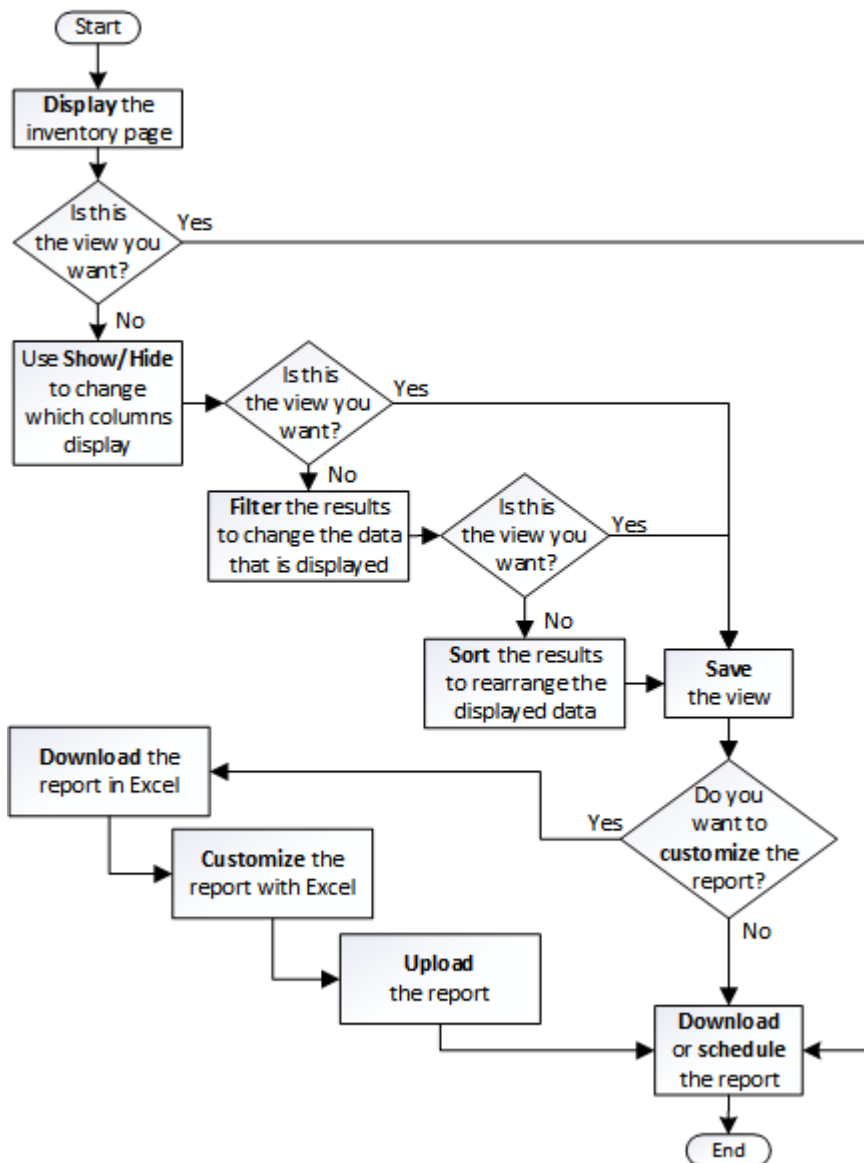 Start
Display the
inventory page
Is this
the view you
want?
Yes
No
Use Show/Hide
to change
which columns
display
Is this
the view you
want?
Yes
No
Filter the results
to change the data
that is displayed
Is this
the view you
want?
Yes
No
Sort the results
to rearrange the
displayed data
Save
the view
Do you
want to
customize the
report?
Yes
No
Download the
report in Excel
Customize the
report with Excel
Upload
the report
Download
or schedule
the report
End